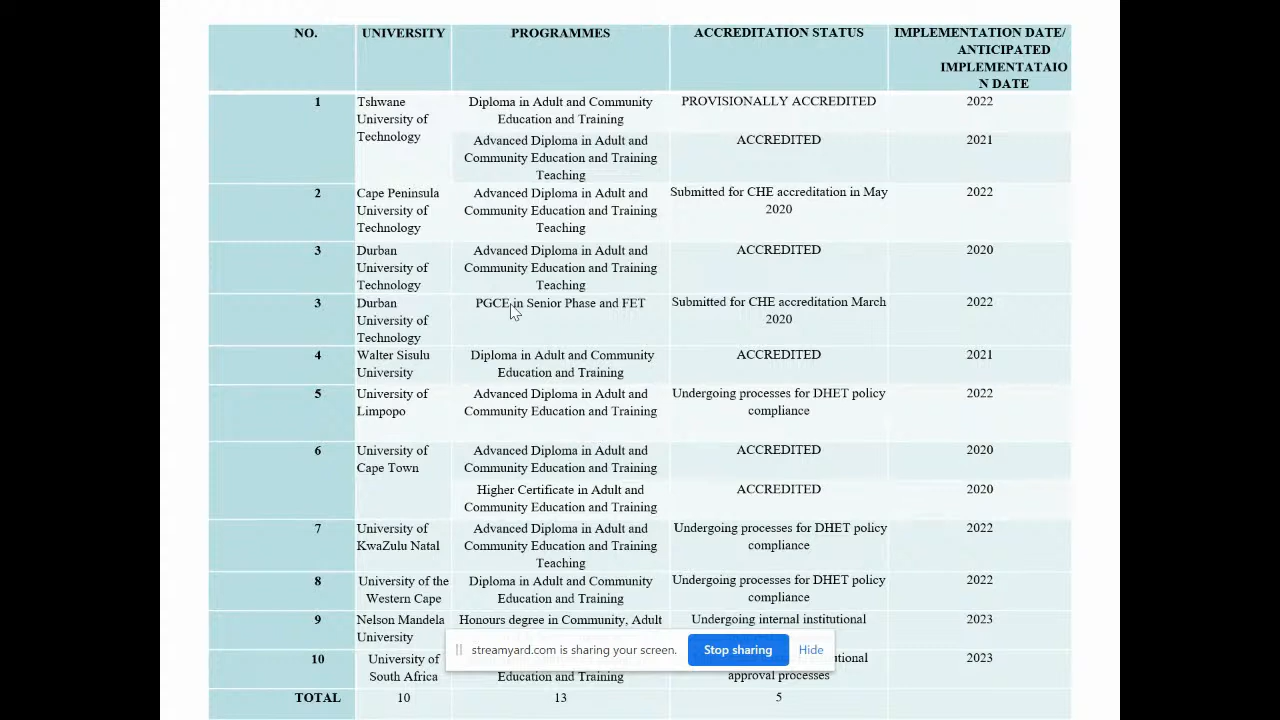 NO. UNIVERSITY PROGRAMMES ACCREDITATION STATUS IMPLEMENTATION DATE/
ANTICIPATED
IMPLEMENTATAIO
N DATE
1 Tshwane Diploma in Adult and Community PROVISIONALLY ACCREDITED 2022
University of Education and Training
Technology
Advanced Diploma in Adult and ACCREDITED 2021
Community Education and Training
Teaching
2 Cape Peninsula Advanced Diploma in Adult and Submitted for CHE accreditation in May 2022
University of Community Education and Training 2020
Technology Teaching
3 Durban Advanced Diploma in Adult and ACCREDITED 2020
University of Community Education and Training
Technology Teaching
3 Durban PGCE in Senior Phase and FET Submitted for CHE accreditation March 2022
University of 2020
Technology
4 Walter Sisulu Diploma in Adult and Community ACCREDITED 2021
University Education and Training
5 University of Advanced Diploma in Adult and Undergoing processes for DHET policy 2022
Limpopo Community Education and Training compliance
6 University of Advanced Diploma in Adult and ACCREDITED 2020
Cape Town Community Education and Training
Higher Certificate in Adult and ACCREDITED 2020
Community Education and Training
7 University of Advanced Diploma in Adult and Undergoing processes for DHET policy 2022
KwaZulu Natal Community Education and Training compliance
Teaching
8 University of the Diploma in Adult and Community Undergoing processes for DHET policy 2022
Western Cape Education and Training compliance
9 Nelson Mandela Honours degree in Community, Adult Undergoing internal institutional 2023
University
streamyard.com is sharing your screen. Stop sharing Hide
10 University of 2023
South Africa Education and Training approval processes
TOTAL 10 13 5